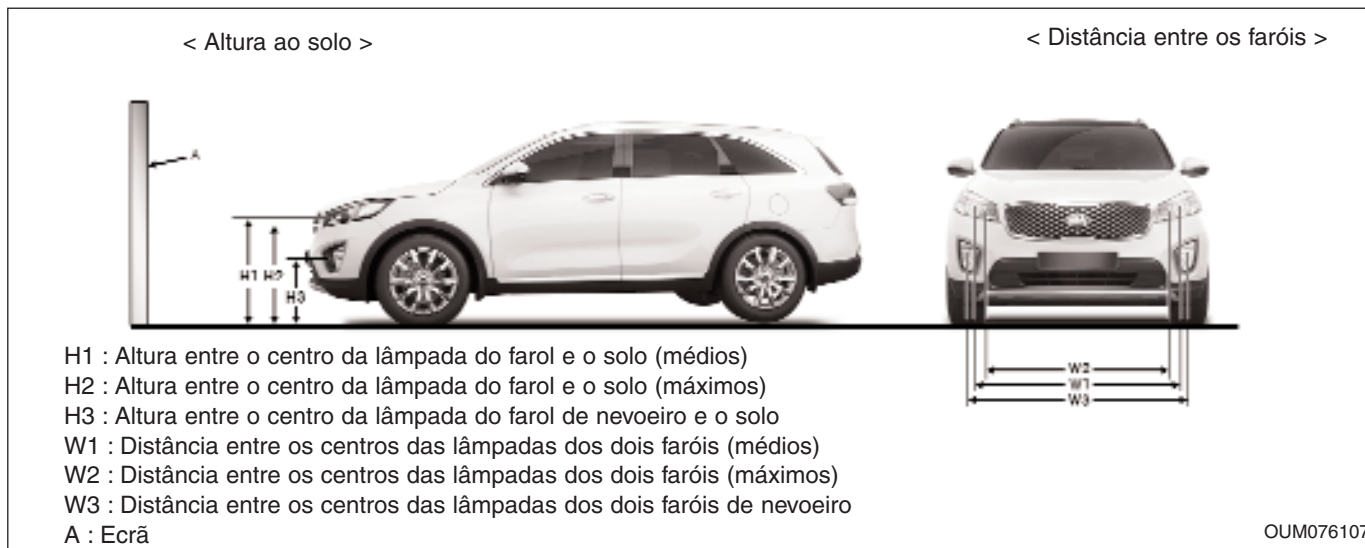 < Altura ao solo >
< Distância entre os faróis >
A
H1
H2
H3
W2
W1
W3
H1 : Altura entre o centro da lâmpada do farol e o solo (médios)
H2 : Altura entre o centro da lâmpada do farol e o solo (máximos)
H3 : Altura entre o centro da lâmpada do farol de nevoeiro e o solo
W1 : Distância entre os centros das lâmpadas dos dois faróis (médios)
W2 : Distância entre os centros das lâmpadas dos dois faróis (máximos)
W3 : Distância entre os centros das lâmpadas dos dois faróis de nevoeiro
A : Ecrã
OUM076107